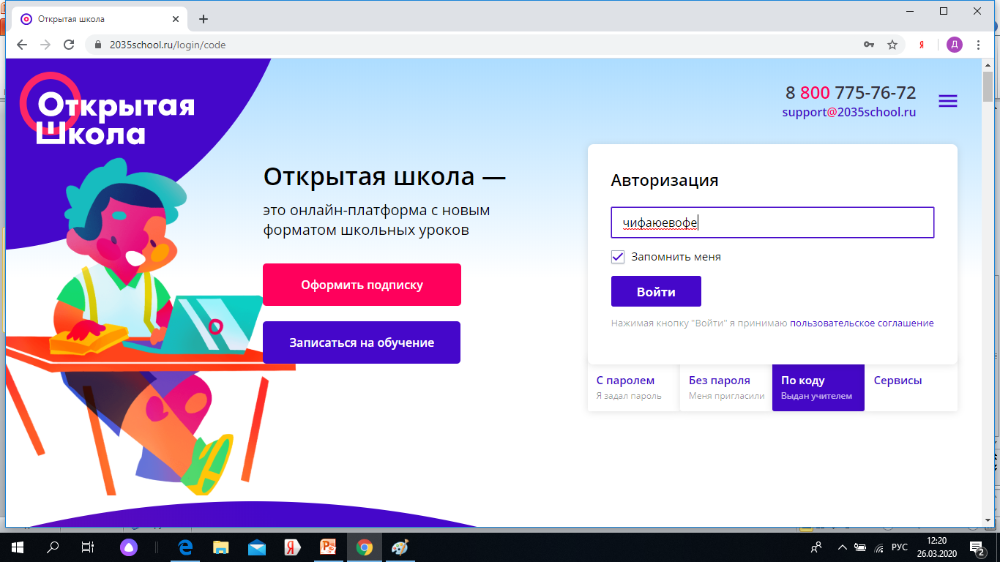 Открытая школа
2035school.ru/login/code
Я
Д
Открытая
Школа
8 800 775-76-72
support@2035school.ru
Открытая школа —
это онлайн-платформа с новым
форматом школьных уроков
Оформить подписку
Записаться на обучение
Авторизация
чифаюевофе
Запомнить меня
Войти
Нажимая кнопку "Войти" я принимаю пользовательское соглашение
С паролем
Я задал пароль
Без пароля
Меня пригласили
По коду
Выдан учителем
Сервисы
РУС
12:20
26.03.2020
2